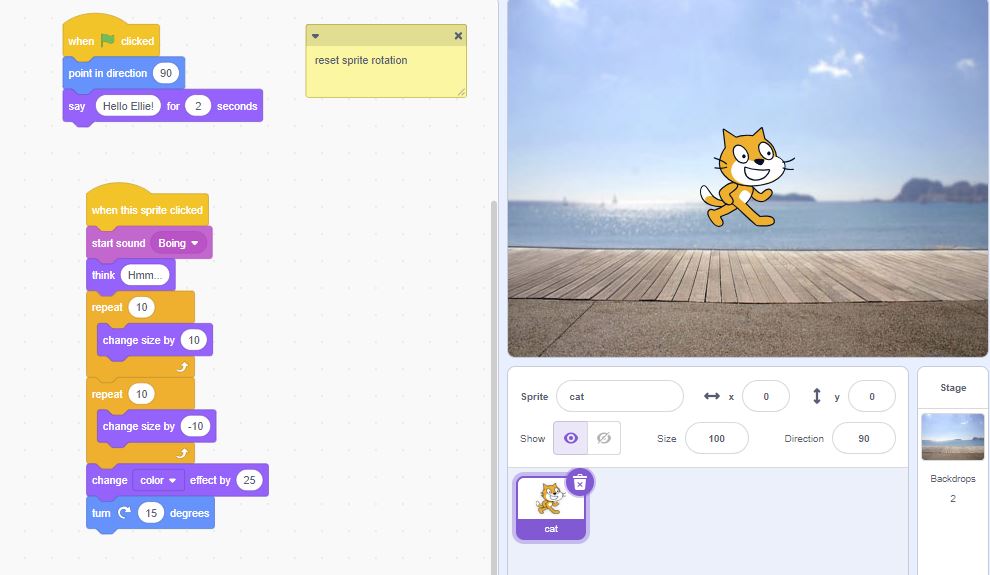 when clicked
point in direction 90
say Hello Ellie! for 2 seconds
reset sprite rotation
when this sprite clicked
start sound Boing
think Hmm...
repeat 10
change size by 10
repeat 10
change size by -10
change color effect by 25
turn 15 degrees
Sprite cat x 0 y 0
Show Size 100 Direction 90
cat
Stage
Backdrops
2